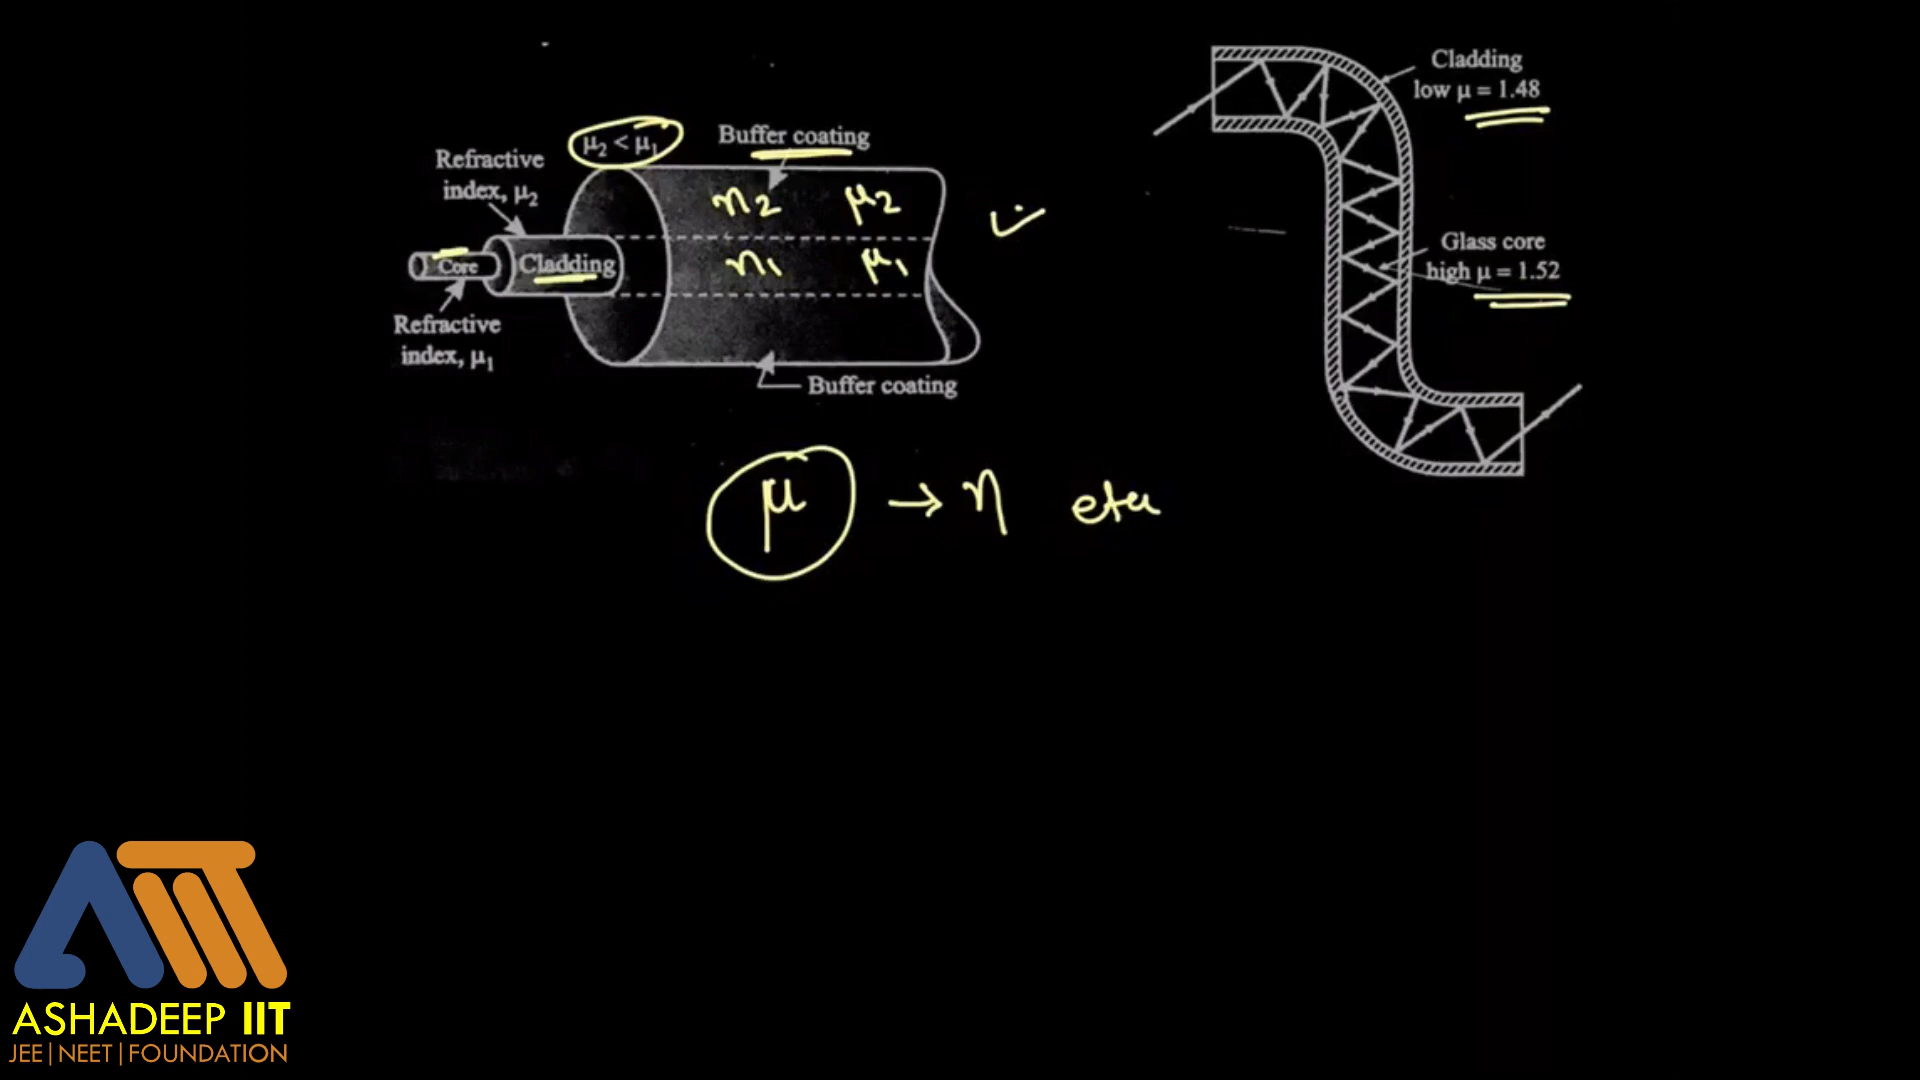 μ₂ < μ₁
Buffer coating
Refractive
index, μ₂
n₂ μ₂
Core
Cladding
n₁ μ₁
Refractive
index, μ₁
Buffer coating
μ → η eta
Cladding
low μ = 1.48
Glass core
high μ = 1.52
ASHADEEP IIT
JEE|NEET|FOUNDATION